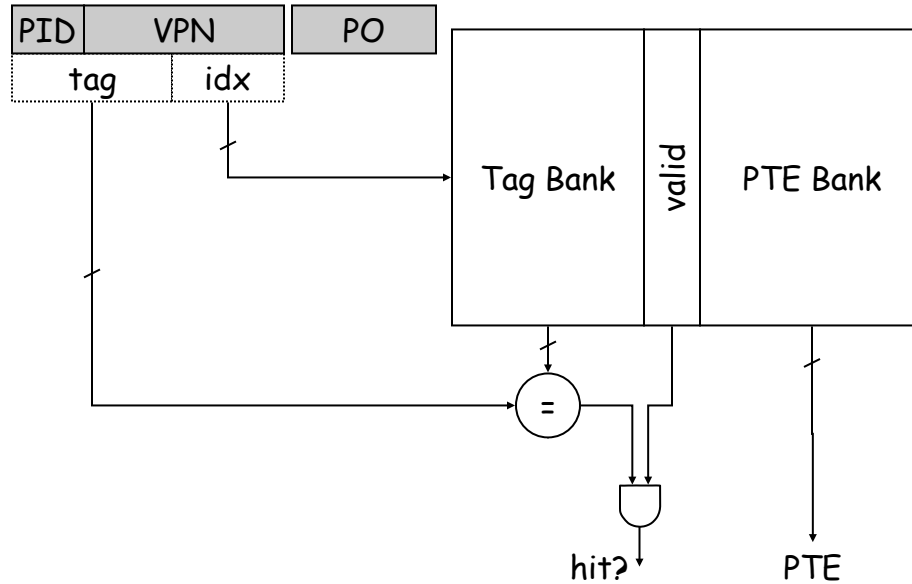 PID VPN PO
tag idx
Tag Bank valid PTE Bank
=
hit? PTE